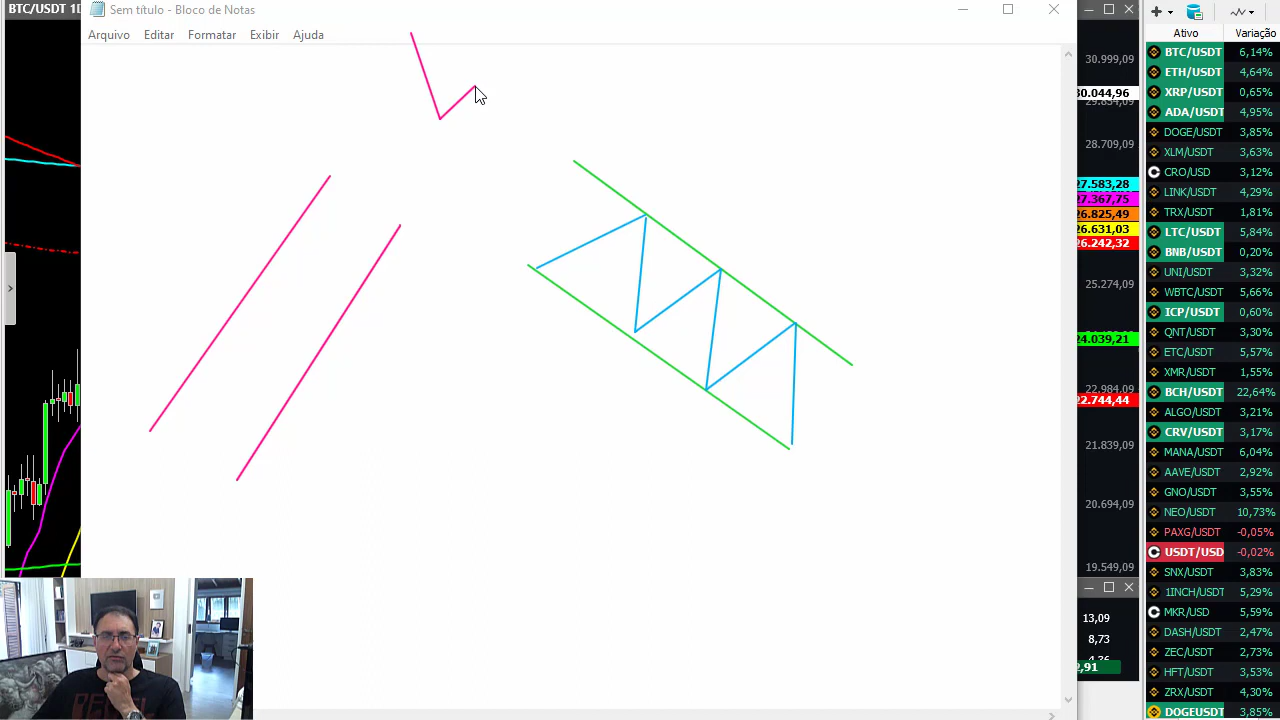 BTC/USDT 1D
Sem título - Bloco de Notas
Arquivo Editar Formatar Exibir Ajuda
30.999,09
30.044,96
28.709,09
27.583,28
27.367,75
26.825,49
26.631,03
26.242,32
25.274,09
24.039,21
22.984,09
22.744,44
21.839,09
20.694,09
19.549,09
13,09
8,73
2,91
Ativo Variação
BTC/USDT 6,14%
ETH/USDT 4,64%
XRP/USDT 0,65%
ADA/USDT 4,95%
DOGE/USDT 3,85%
XLM/USDT 3,63%
CRO/USD 3,12%
LINK/USDT 4,29%
TRX/USDT 1,81%
LTC/USDT 5,84%
BNB/USDT 0,20%
UNI/USDT 3,32%
WBTC/USDT 5,66%
ICP/USDT 0,60%
QNT/USDT 3,30%
ETC/USDT 5,57%
XMR/USDT 1,55%
BCH/USDT 22,64%
ALGO/USDT 3,21%
CRV/USDT 3,17%
MANA/USDT 6,04%
AAVE/USDT 2,92%
GNO/USDT 3,55%
NEO/USDT 10,73%
PAXG/USDT -0,05%
USDT/USD -0,02%
SNX/USDT 3,83%
1INCH/USDT 5,29%
MKR/USD 5,59%
DASH/USDT 2,47%
ZEC/USDT 2,73%
HFT/USDT 3,53%
ZRX/USDT 4,30%
DOGEUSDT 3,85%